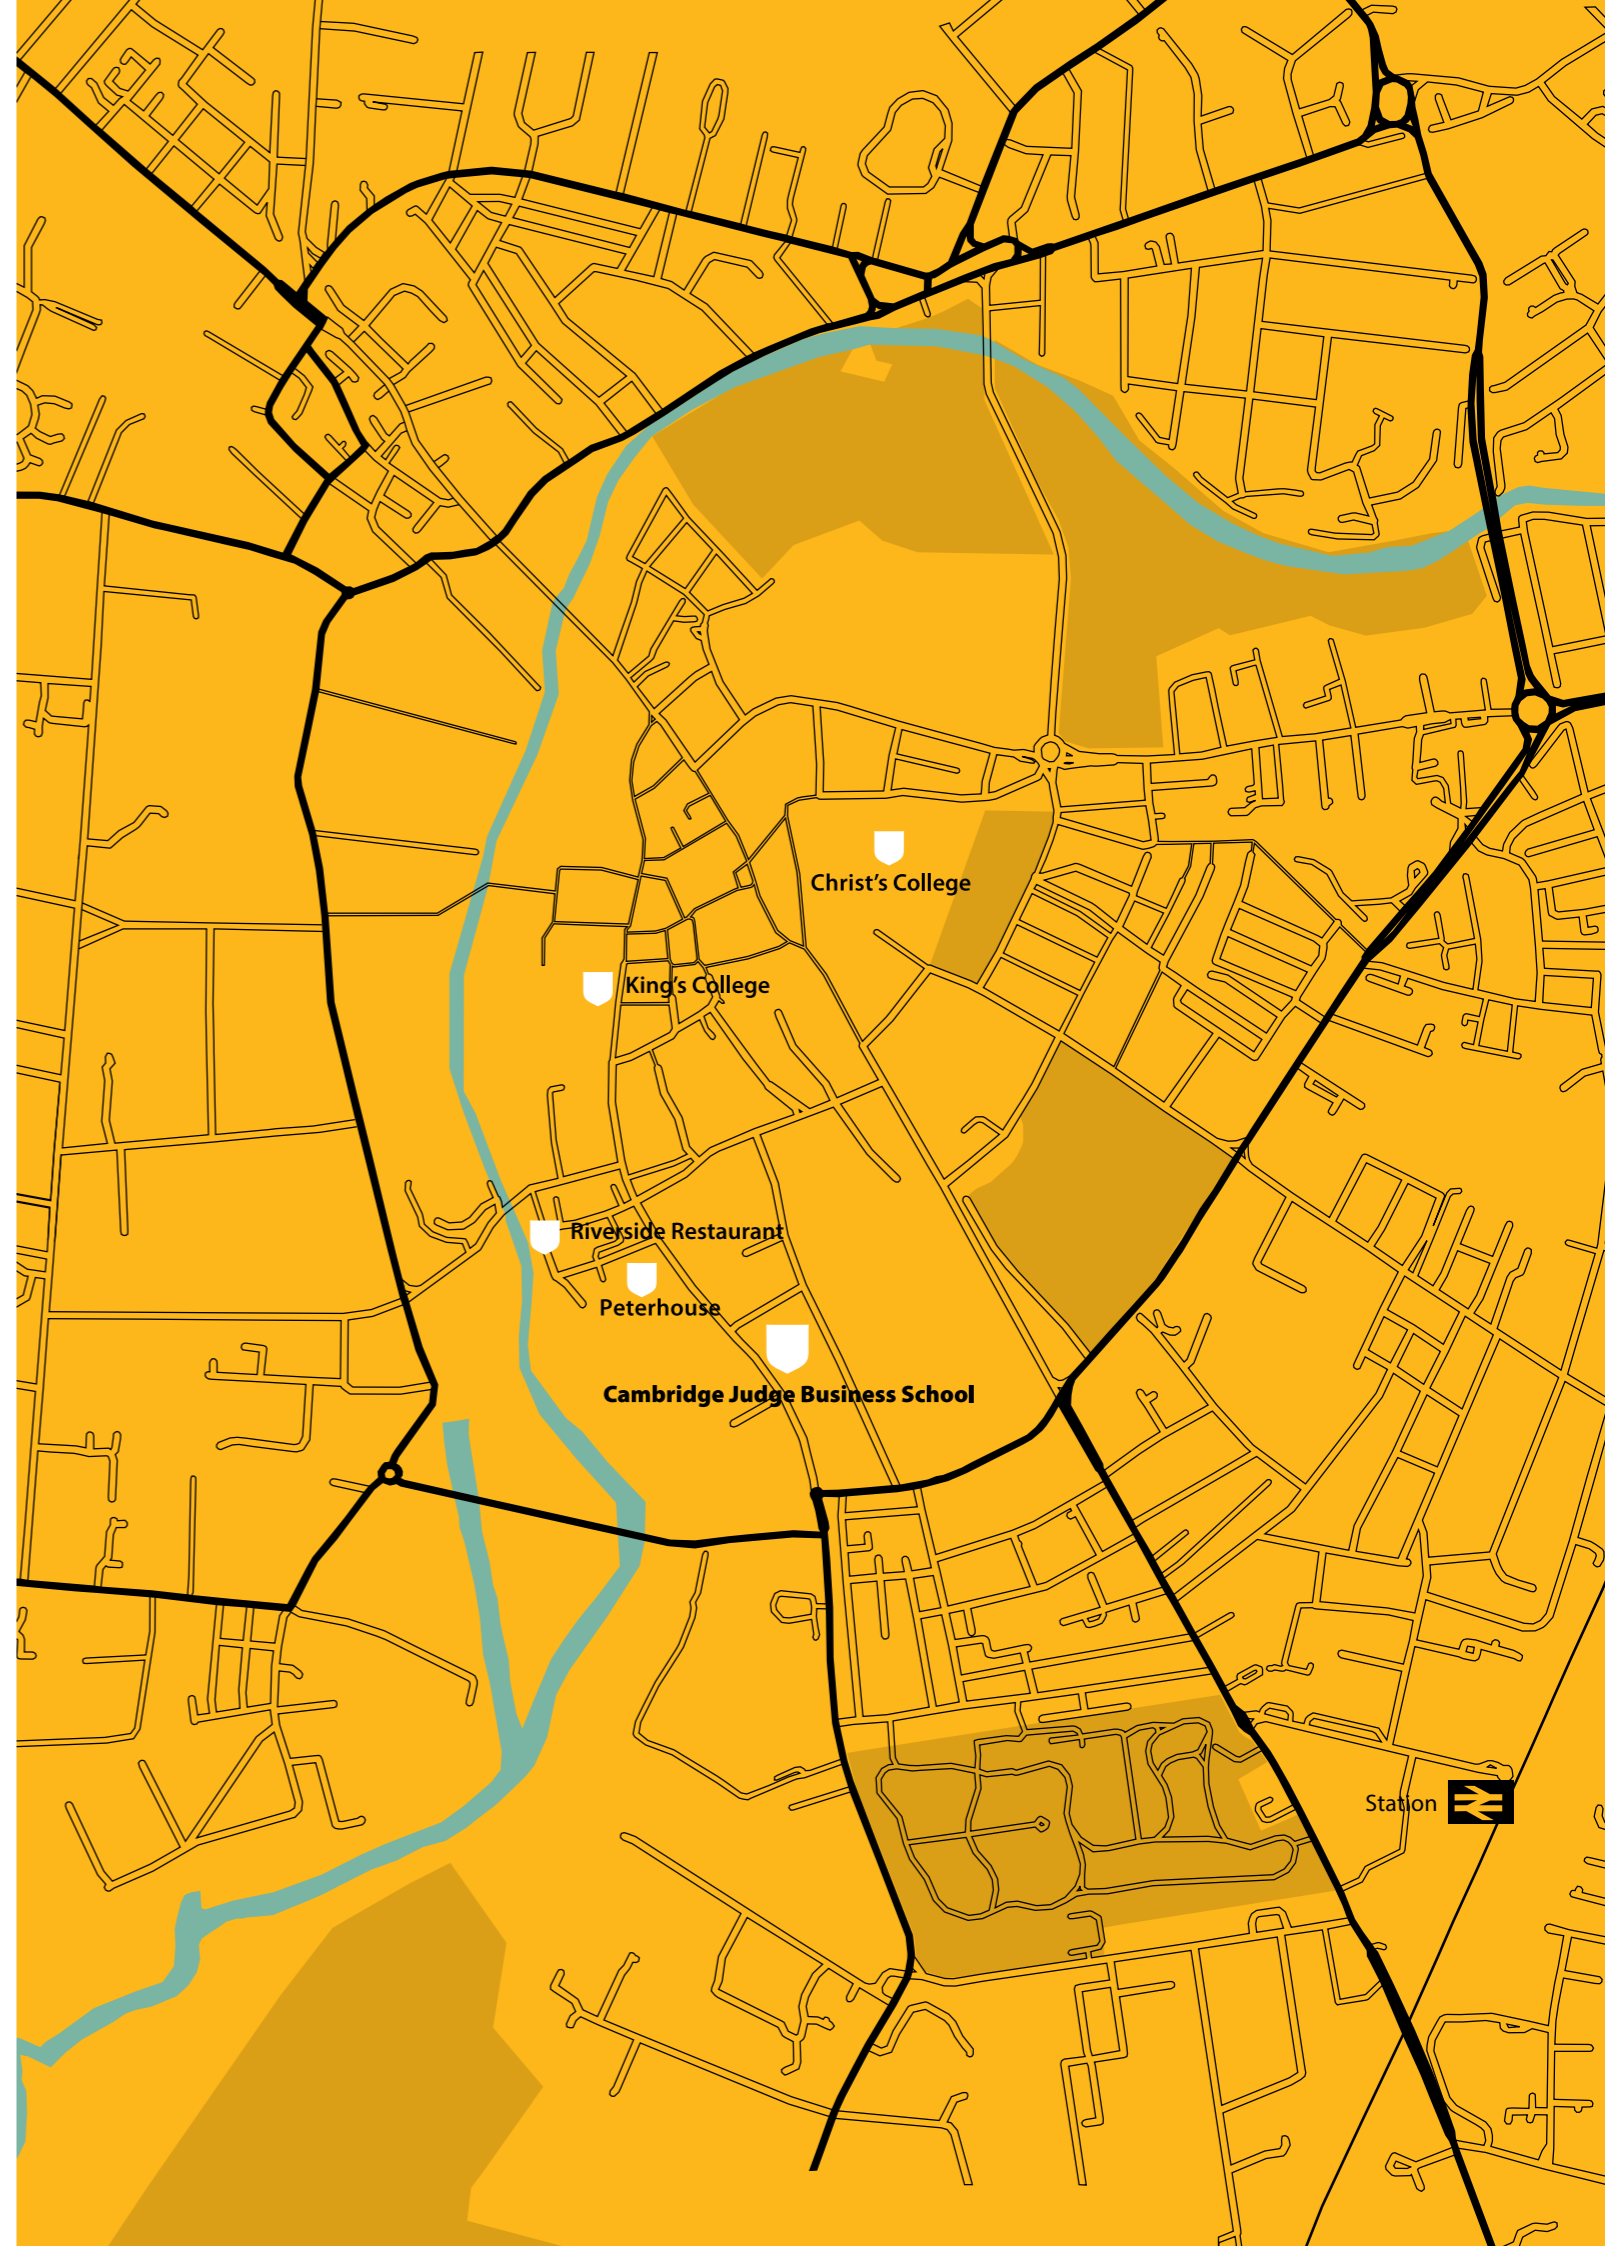 Christ's College
King's College
Riverside Restaurant
Peterhouse
Cambridge Judge Business School
Station